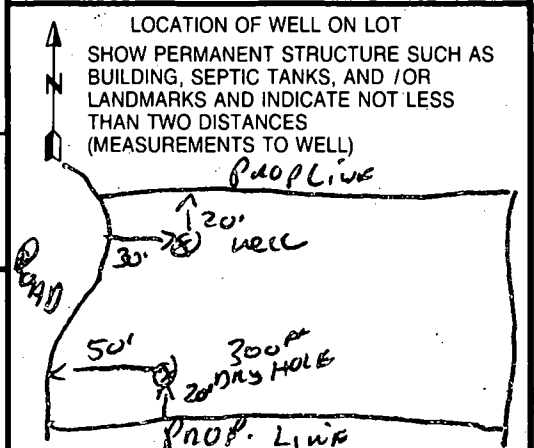 LOCATION OF WELL ON LOT
N
SHOW PERMANENT STRUCTURE SUCH AS
BUILDING, SEPTIC TANKS, AND /OR
LANDMARKS AND INDICATE NOT LESS
THAN TWO DISTANCES
(MEASUREMENTS TO WELL)
PROP LINE
20'
WELL
30'
ROAD
50'
300 FT
DRY HOLE
20'
PROP. LINE